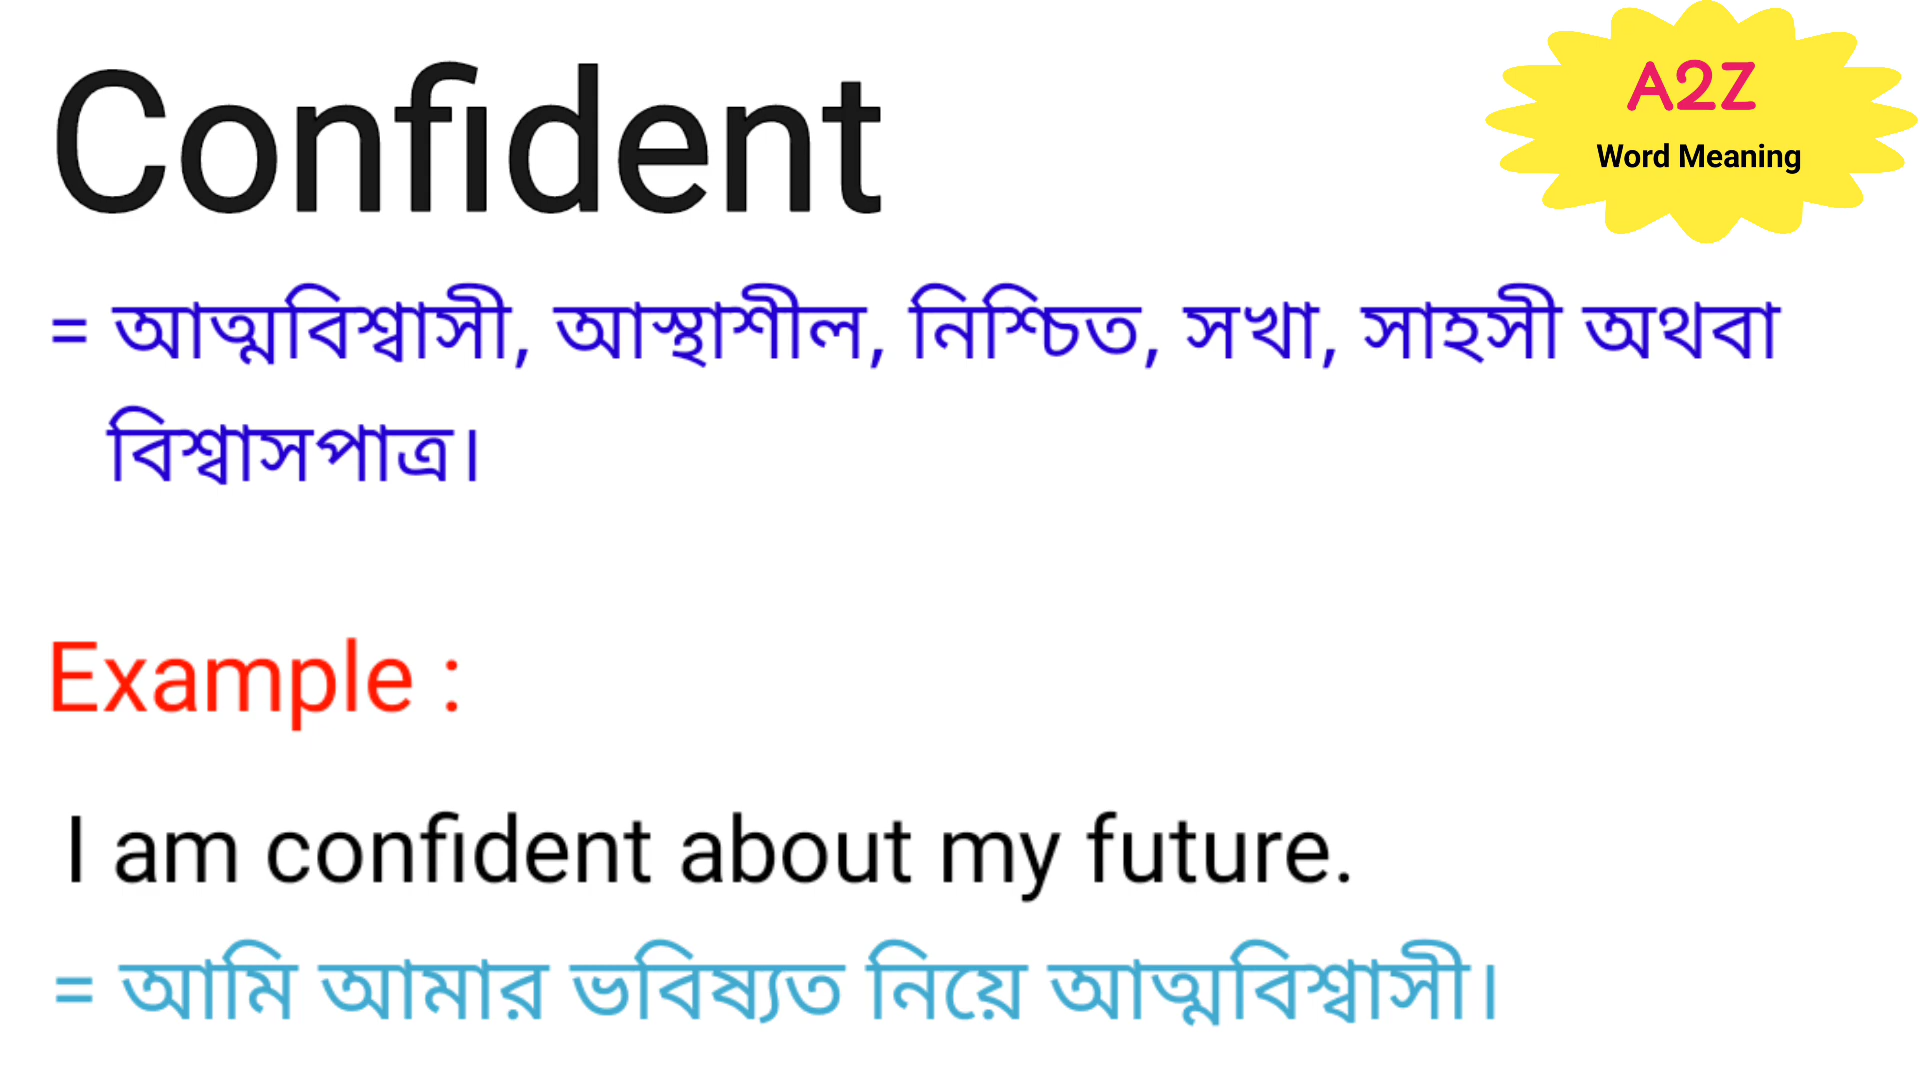 Confident
A2Z
Word Meaning
= আত্মবিশ্বাসী, আস্থাশীল, নিশ্চিত, সখা, সাহসী অথবা
বিশ্বাসপাত্র।
Example :
I am confident about my future.
= আমি আমার ভবিষ্যত নিয়ে আত্মবিশ্বাসী।